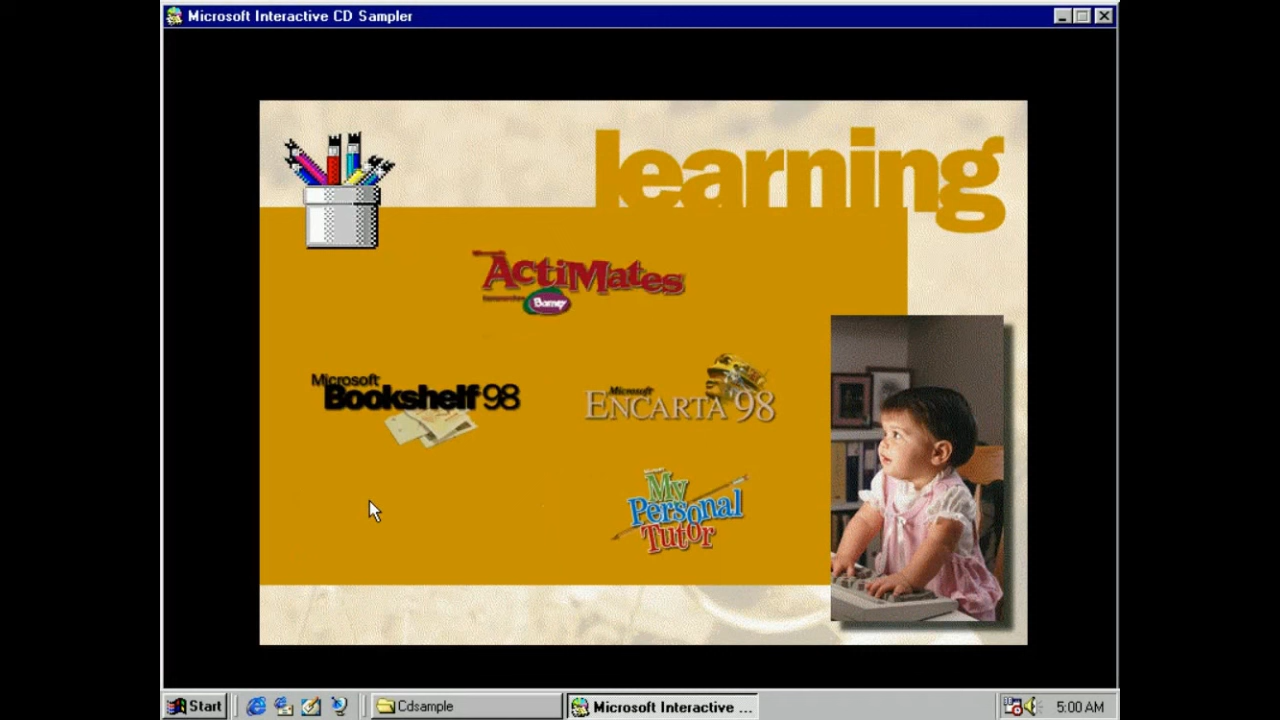 Microsoft Interactive CD Sampler
learning
Microsoft
ActiMates
Barney
Microsoft
Bookshelf 98
Microsoft
ENCARTA 98
My
Personal
Tutor
Start
Cdsample
Microsoft Interactive ...
5:00 AM